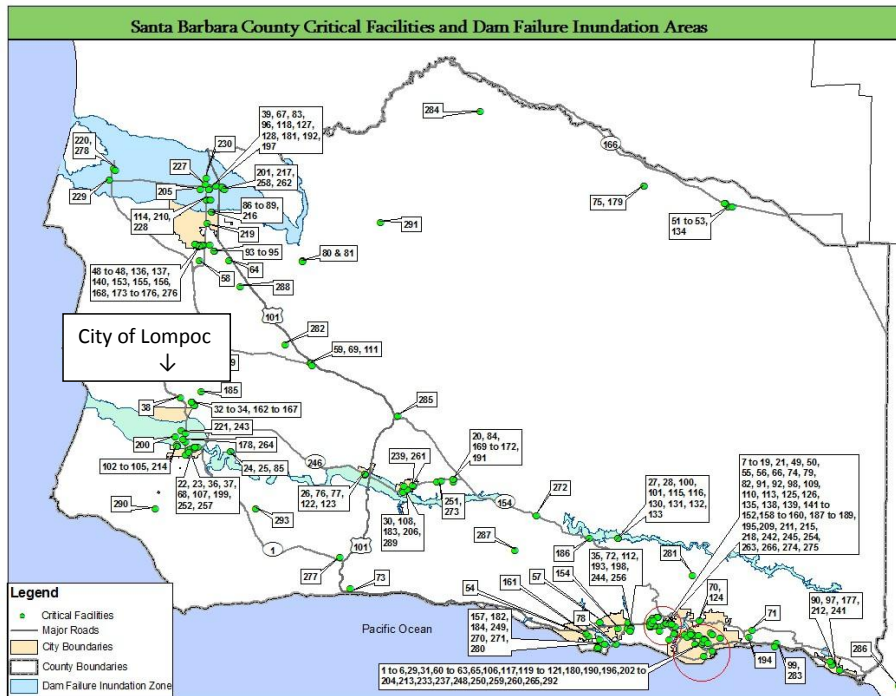 Santa Barbara County Critical Facilities and Dam Failure Inundation Areas
284
166
39, 67, 83,
96, 118, 127,
128, 181, 192,
197
230
220,
278
227
201, 217,
258, 262
205
229
75, 179
86 to 89,
216
51 to 53,
134
114, 210,
228
291
219
93 to 95
80 & 81
64
58
48 to 48, 136, 137,
140, 153, 155, 156,
168, 173 to 176, 276
288
101
City of Lompoc
↓
282
59, 69, 111
9
185
38
32 to 34, 162 to 167
285
221, 243
20, 84,
169 to 172,
191
200
178, 264
239, 261
246
102 to 105, 214
24, 25, 85
22, 23, 36, 37,
68, 107, 199,
252, 257
26, 76, 77,
122, 123
251,
273
154
272
27, 28, 100,
101, 115, 116,
130, 131, 132,
133
7 to 19, 21, 49, 50,
55, 56, 66, 74, 79,
82, 91, 92, 98, 109,
110, 113, 125, 126,
135, 138, 139, 141 to
152,158 to 160, 187 to 189,
195,209, 211, 215,
218, 242, 245, 254,
263, 266, 274, 275
290
293
30, 108,
183, 206,
289
101
1
287
186
35, 72, 112,
193, 198,
244, 256
281
277
73
161
57
154
54
70,
124
78
71
90, 97, 177,
212, 241
157, 182,
184, 249,
270, 271,
280
Pacific Ocean
286
194
99,
283
1 to 6,29,31,60 to 63,65,106,117,119 to 121,180,190,196,202 to
204,213,233,237,248,250,259,260,265,292
Legend
Critical Facilities
Major Roads
City Boundaries
County Boundaries
Dam Failure Inundation Zone